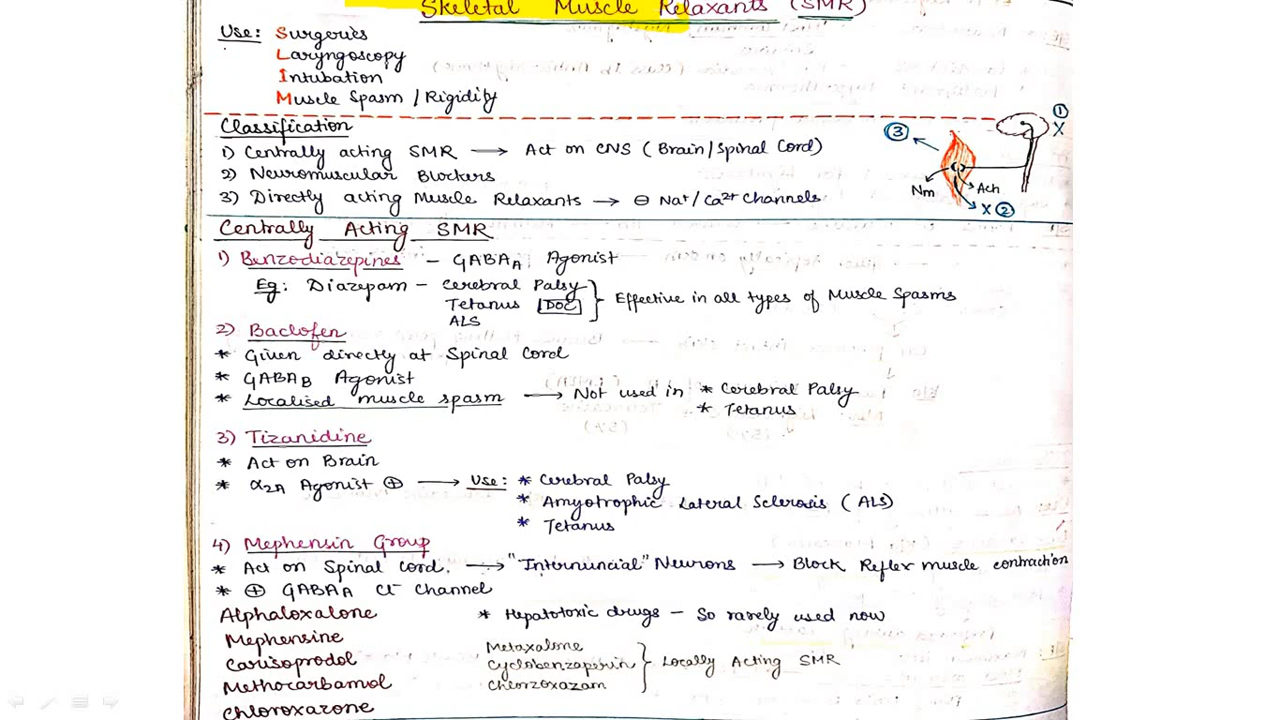 Skeletal Muscle Relaxants (SMR)
Use: Surgeries
Laryngoscopy
Intubation
Muscle Spasm / Rigidity
Classification
1) Centrally acting SMR → Act on CNS (Brain/Spinal Cord)
2) Neuromuscular Blockers
3) Directly acting Muscle Relaxants → ⊖ Na+/Ca2+ Channels
① X
③
Nm
Ach
X ②
Centrally Acting SMR
1) Benzodiazepines – GABAA Agonist
Eg: Diazepam – Cerebral Palsy
Tetanus [DOC] } Effective in all types of Muscle Spasms
ALS
2) Baclofen
* Given directly at Spinal Cord
* GABAB Agonist
* Localised muscle spasm → Not used in * Cerebral Palsy
* Tetanus
3) Tizanidine
* Act on Brain
* α2A Agonist ⊕ → Use: * Cerebral Palsy
* Amyotrophic Lateral Sclerosis (ALS)
* Tetanus
4) Mephensin Group
* Act on Spinal Cord. → "Internuncial" Neurons → Block Reflex muscle contraction
* ⊕ GABAA Cl- Channel
Alphaloxalone * Hepatotoxic drugs – So rarely used now
Mephensine
Metaxalone
Carisoprodol Cyclobenzaperin } Locally Acting SMR
Methocarbamol Chlorzoxazam
Chloroxazone